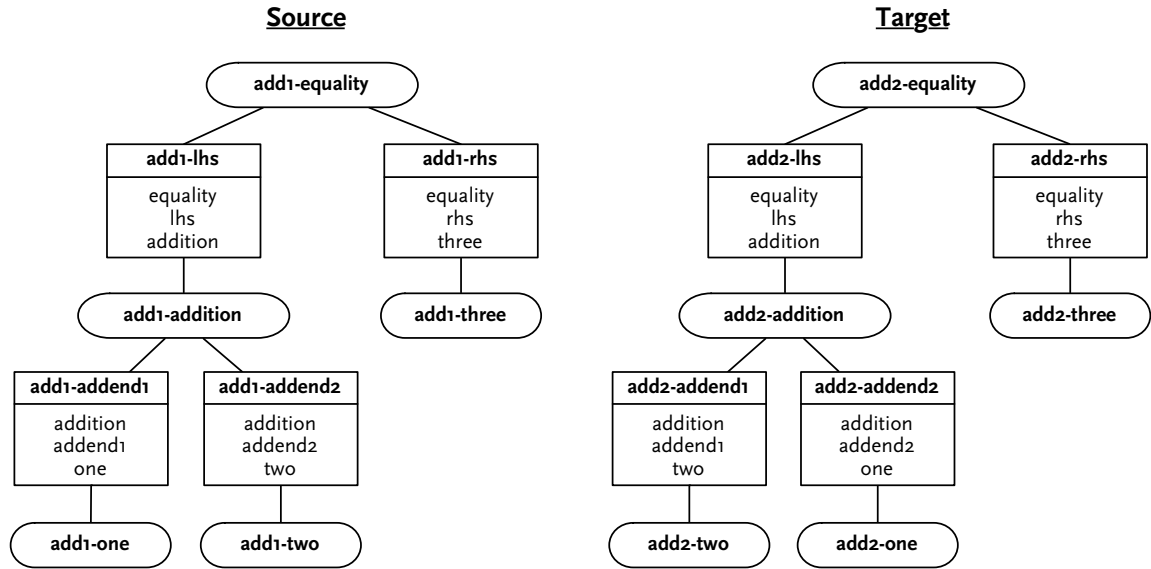 Source
add1-equality
add1-lhs
equality
lhs
addition
add1-rhs
equality
rhs
three
add1-addition
add1-three
add1-addend1
addition
addend1
one
add1-addend2
addition
addend2
two
add1-one
add1-two
Target
add2-equality
add2-lhs
equality
lhs
addition
add2-rhs
equality
rhs
three
add2-addition
add2-three
add2-addend1
addition
addend1
two
add2-addend2
addition
addend2
one
add2-two
add2-one